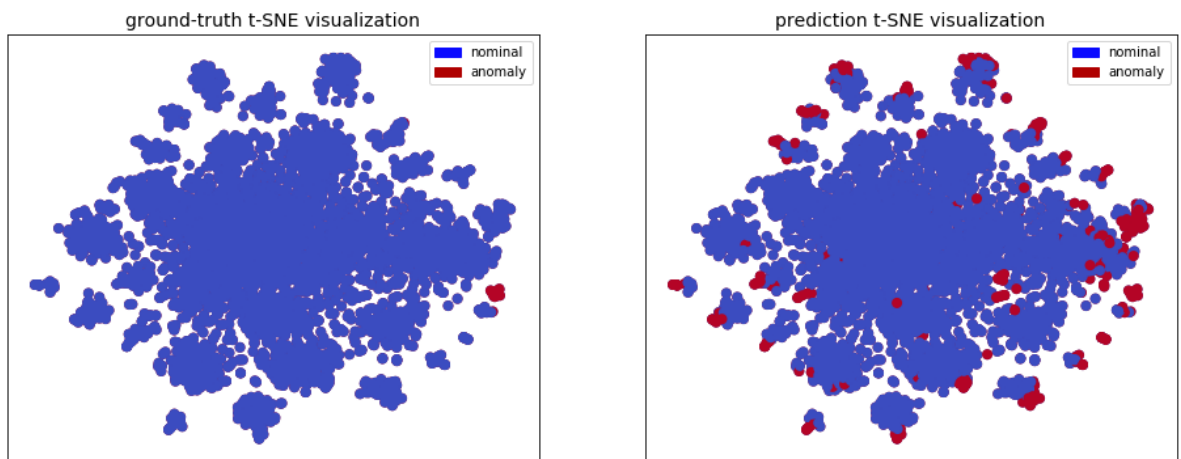 ground-truth t-SNE visualization
nominal
anomaly
prediction t-SNE visualization
nominal
anomaly